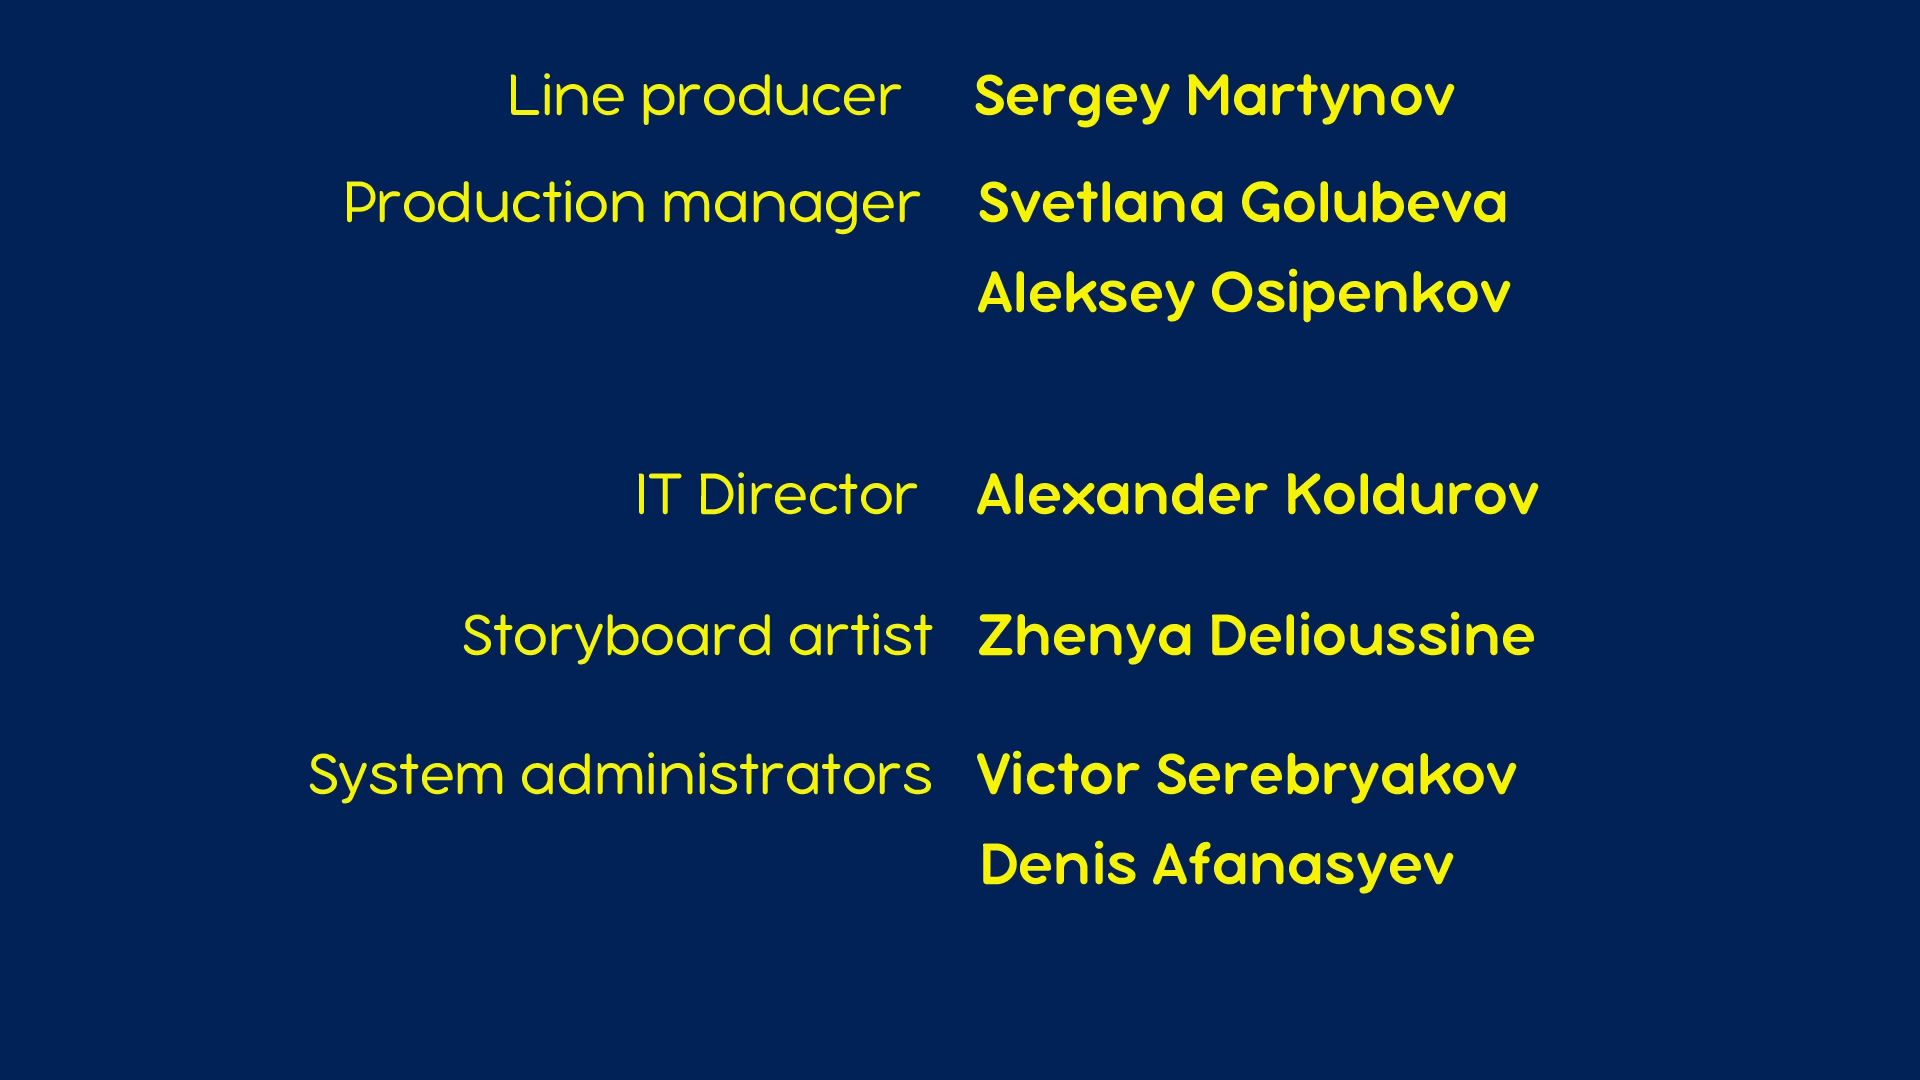 Line producer Sergey Martynov
Production manager Svetlana Golubeva
Aleksey Osipenkov
IT Director Alexander Koldurov
Storyboard artist Zhenya Delioussine
System administrators Victor Serebryakov
Denis Afanasyev